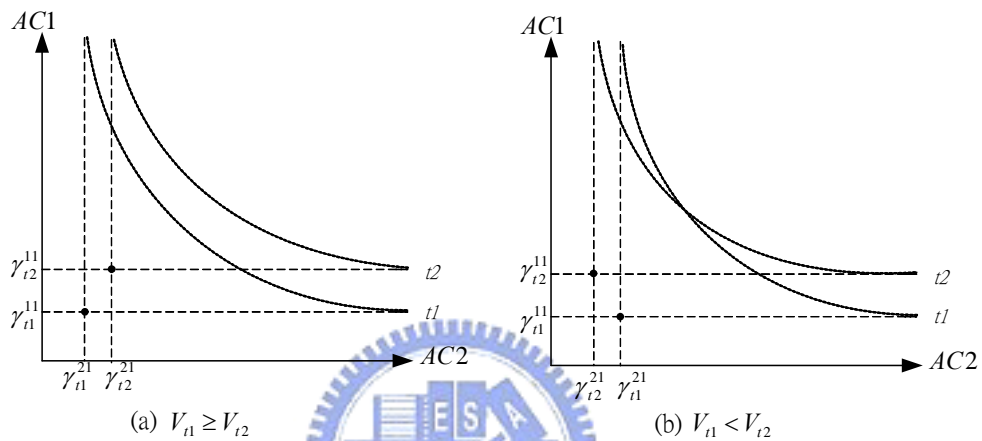 AC1
γ_{t2}^{11}
γ_{t1}^{11}
t2
t1
AC2
γ_{t1}^{21} γ_{t2}^{21}
(a) V_{t1} ≥ V_{t2}
AC1
γ_{t2}^{11}
γ_{t1}^{11}
t2
t1
AC2
γ_{t2}^{21} γ_{t1}^{21}
(b) V_{t1} < V_{t2}
E S A